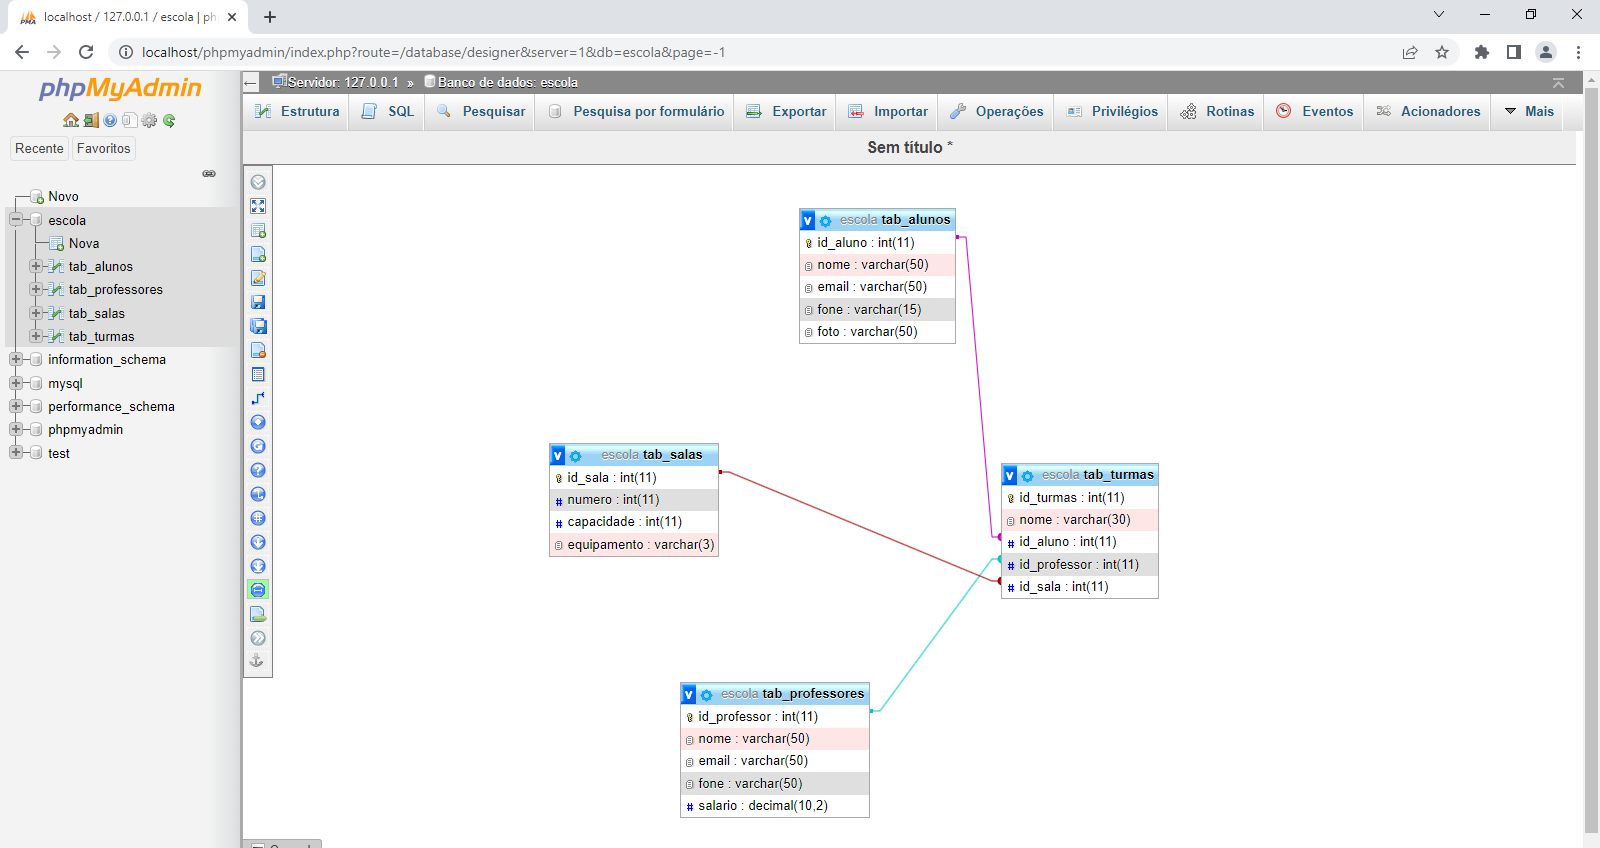 localhost / 127.0.0.1 / escola | ph
localhost/phpmyadmin/index.php?route=/database/designer&server=1&db=escola&page=-1
phpMyAdmin
Recente Favoritos
Novo
escola
Nova
tab_alunos
tab_professores
tab_salas
tab_turmas
information_schema
mysql
performance_schema
phpmyadmin
test
Servidor: 127.0.0.1 » Banco de dados: escola
Estrutura SQL Pesquisar Pesquisa por formulário Exportar Importar Operações Privilégios Rotinas Eventos Acionadores Mais
Sem título *
v escola tab_alunos
id_aluno : int(11)
nome : varchar(50)
email : varchar(50)
fone : varchar(15)
foto : varchar(50)
v escola tab_salas
id_sala : int(11)
# numero : int(11)
# capacidade : int(11)
equipamento : varchar(3)
v escola tab_turmas
id_turmas : int(11)
nome : varchar(30)
# id_aluno : int(11)
# id_professor : int(11)
# id_sala : int(11)
v escola tab_professores
id_professor : int(11)
nome : varchar(50)
email : varchar(50)
fone : varchar(50)
# salario : decimal(10,2)